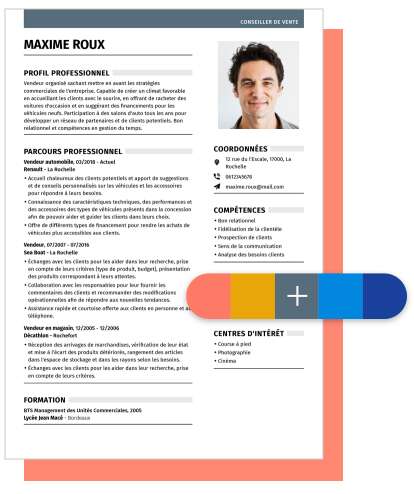 CONSEILLER DE VENTE
MAXIME ROUX
PROFIL PROFESSIONNEL
Vendeur organisé sachant mettre en avant les stratégies
commerciales de l'entreprise. Capable de créer un climat favorable
en accueillant les clients avec le sourire, en offrant de racheter des
voitures d'occasion et en suggérant des financements pour les
véhicules neufs. Participation à des salons d'auto tous les ans pour
développer un réseau de partenaires et de clients potentiels. Bon
relationnel et compétences en gestion du temps.
PARCOURS PROFESSIONNEL
Vendeur automobile, 03/2018 - Actuel
Renault - La Rochelle
• Accueil chaleureux des clients potentiels et apport de suggestions
et de conseils personnalisés sur les véhicules et les accessoires
pour répondre à leurs besoins.
• Connaissance des caractéristiques techniques, des performances et
des accessoires des types de véhicules présents dans la concession
afin de pouvoir aider et guider les clients dans leurs choix.
• Offre de différents types de financement pour rendre les achats de
véhicules plus accessibles aux clients.
Vendeur, 07/2007 - 07/2016
Sea Boat - La Rochelle
• Échanges avec les clients pour les aider dans leur recherche, prise
en compte de leurs critères (type de produit, budget), présentation
des produits correspondant à leurs attentes.
• Collaboration avec les responsables pour leur fournir les
commentaires des clients et recommander des modifications
opérationnelles afin de répondre aux nouvelles tendances.
• Assistance rapide et courtoise offerte aux clients en personne et au
téléphone.
Vendeur en magasin, 12/2005 - 12/2006
Décathlon - Rochefort
• Réception des arrivages de marchandises, vérification de leur état
et mise à l'écart des produits détériorés, rangement des articles
dans l'espace de stockage et dans les rayons selon les besoins.
• Échanges avec les clients pour les aider dans leur recherche, prise
en compte de leurs critères.
FORMATION
BTS Management des Unités Commerciales, 2005
Lycée Jean Macé - Bordeaux
COORDONNÉES
12 rue du l'Escale, 17000, La
Rochelle
0612345678
maxime.roux@mail.com
COMPÉTENCES
• Bon relationnel
• Fidélisation de la clientèle
• Prospection de clients
• Sens de la communication
• Analyse des besoins clients
CENTRES D'INTÉRÊT
• Course à pied
• Photographie
• Cinéma